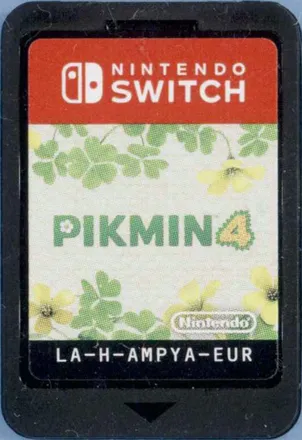 NINTENDO
SWITCH
PIKMIN 4
Nintendo
LA-H-AMPYA-EUR